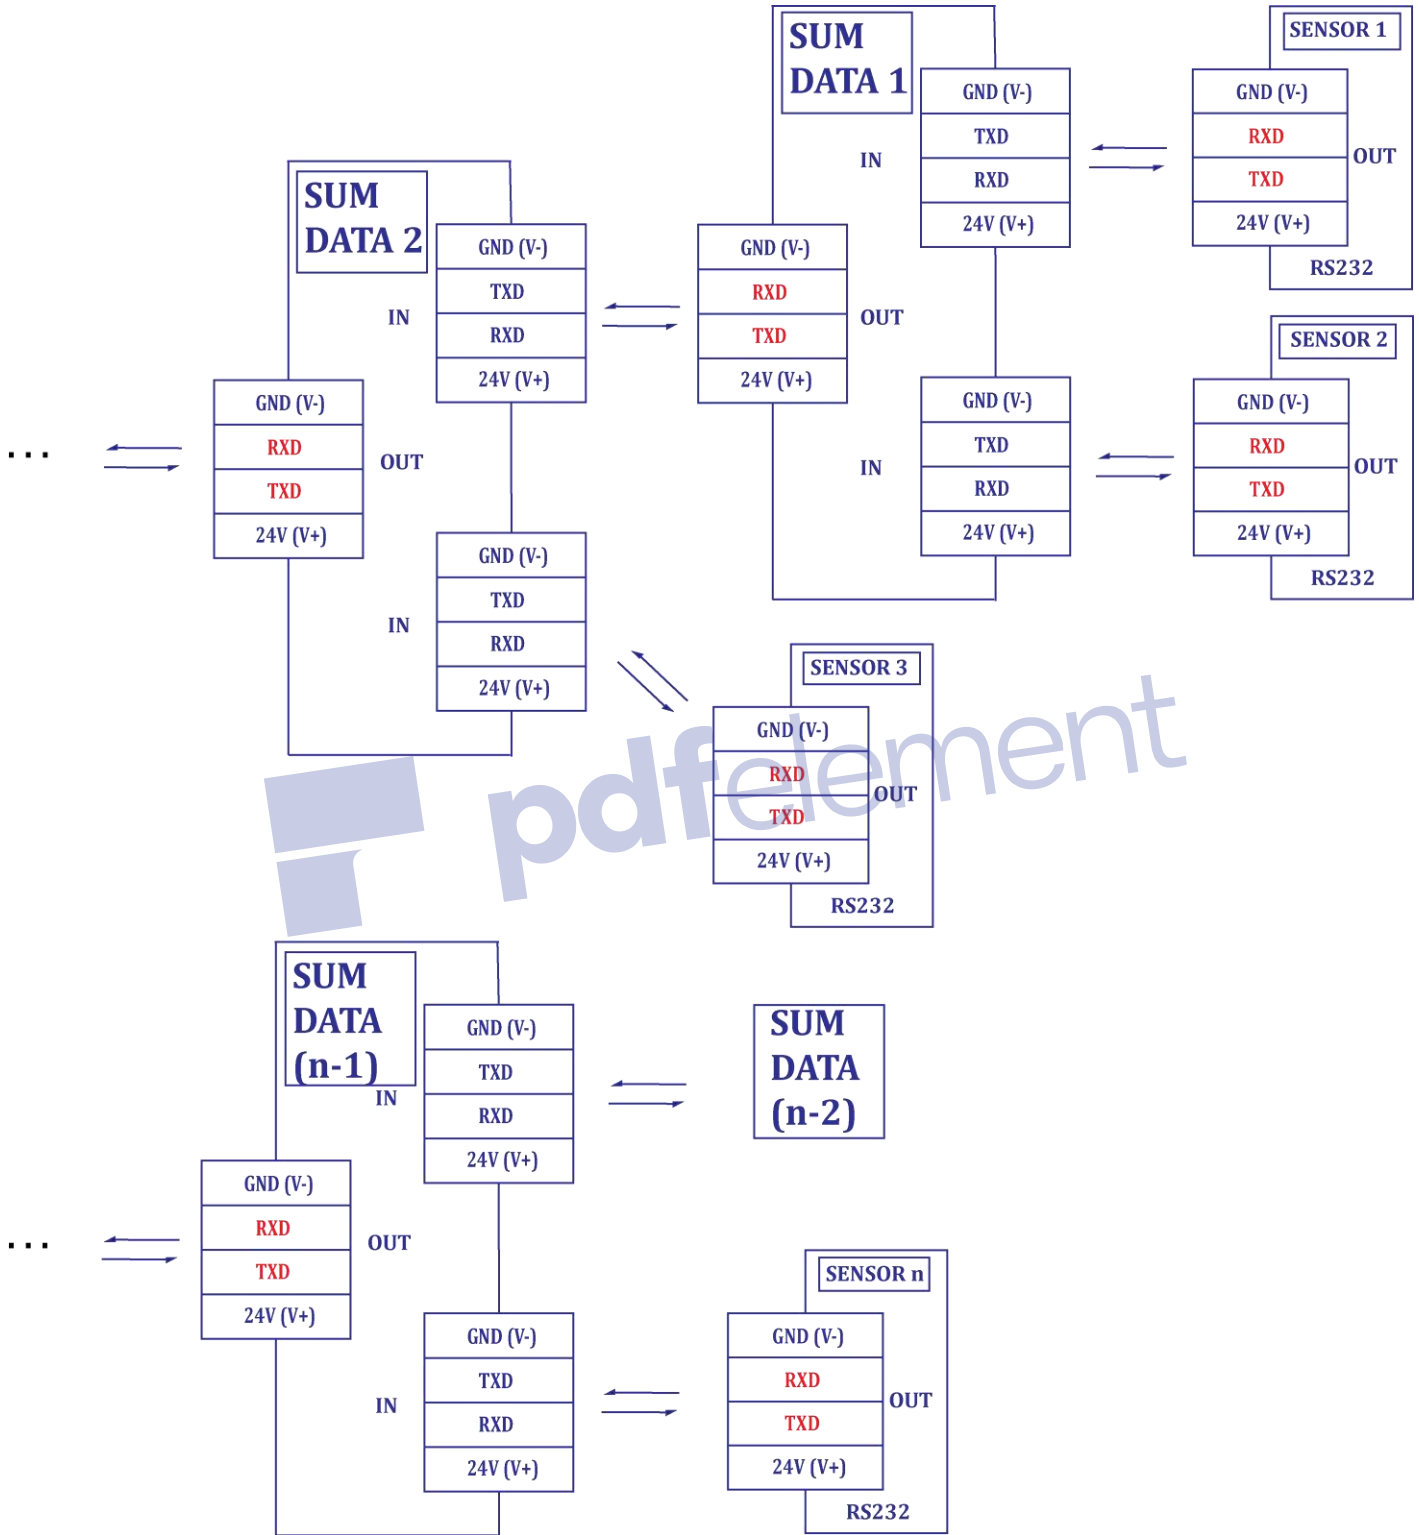 SUM
DATA 1
IN
GND (V-)
TXD
RXD
24V (V+)
SENSOR 1
GND (V-)
RXD
TXD
24V (V+)
OUT
RS232
SUM
DATA 2
IN
GND (V-)
TXD
RXD
24V (V+)
GND (V-)
RXD
TXD
24V (V+)
OUT
IN
GND (V-)
TXD
RXD
24V (V+)
SENSOR 2
GND (V-)
RXD
TXD
24V (V+)
OUT
RS232
...
GND (V-)
RXD
TXD
24V (V+)
OUT
IN
GND (V-)
TXD
RXD
24V (V+)
SENSOR 3
GND (V-)
RXD
TXD
24V (V+)
OUT
RS232
pdfelement
SUM
DATA
(n-1)
IN
GND (V-)
TXD
RXD
24V (V+)
SUM
DATA
(n-2)
...
GND (V-)
RXD
TXD
24V (V+)
OUT
IN
GND (V-)
TXD
RXD
24V (V+)
SENSOR n
GND (V-)
RXD
TXD
24V (V+)
OUT
RS232